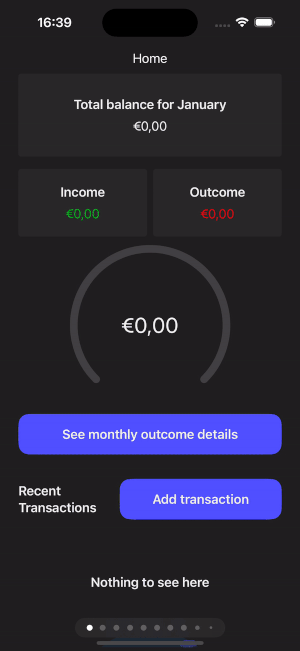 16:39
Home
Total balance for January
€0,00
Income
Outcome
€0,00
€0,00
€0,00
See monthly outcome details
Recent
Transactions
Add transaction
Nothing to see here